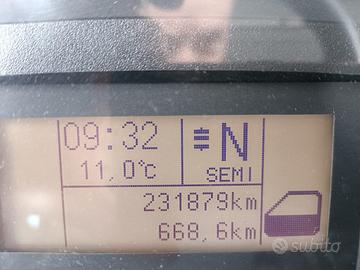 09:32
N
11,0°C
SEMI
231879km
668,6km
subito